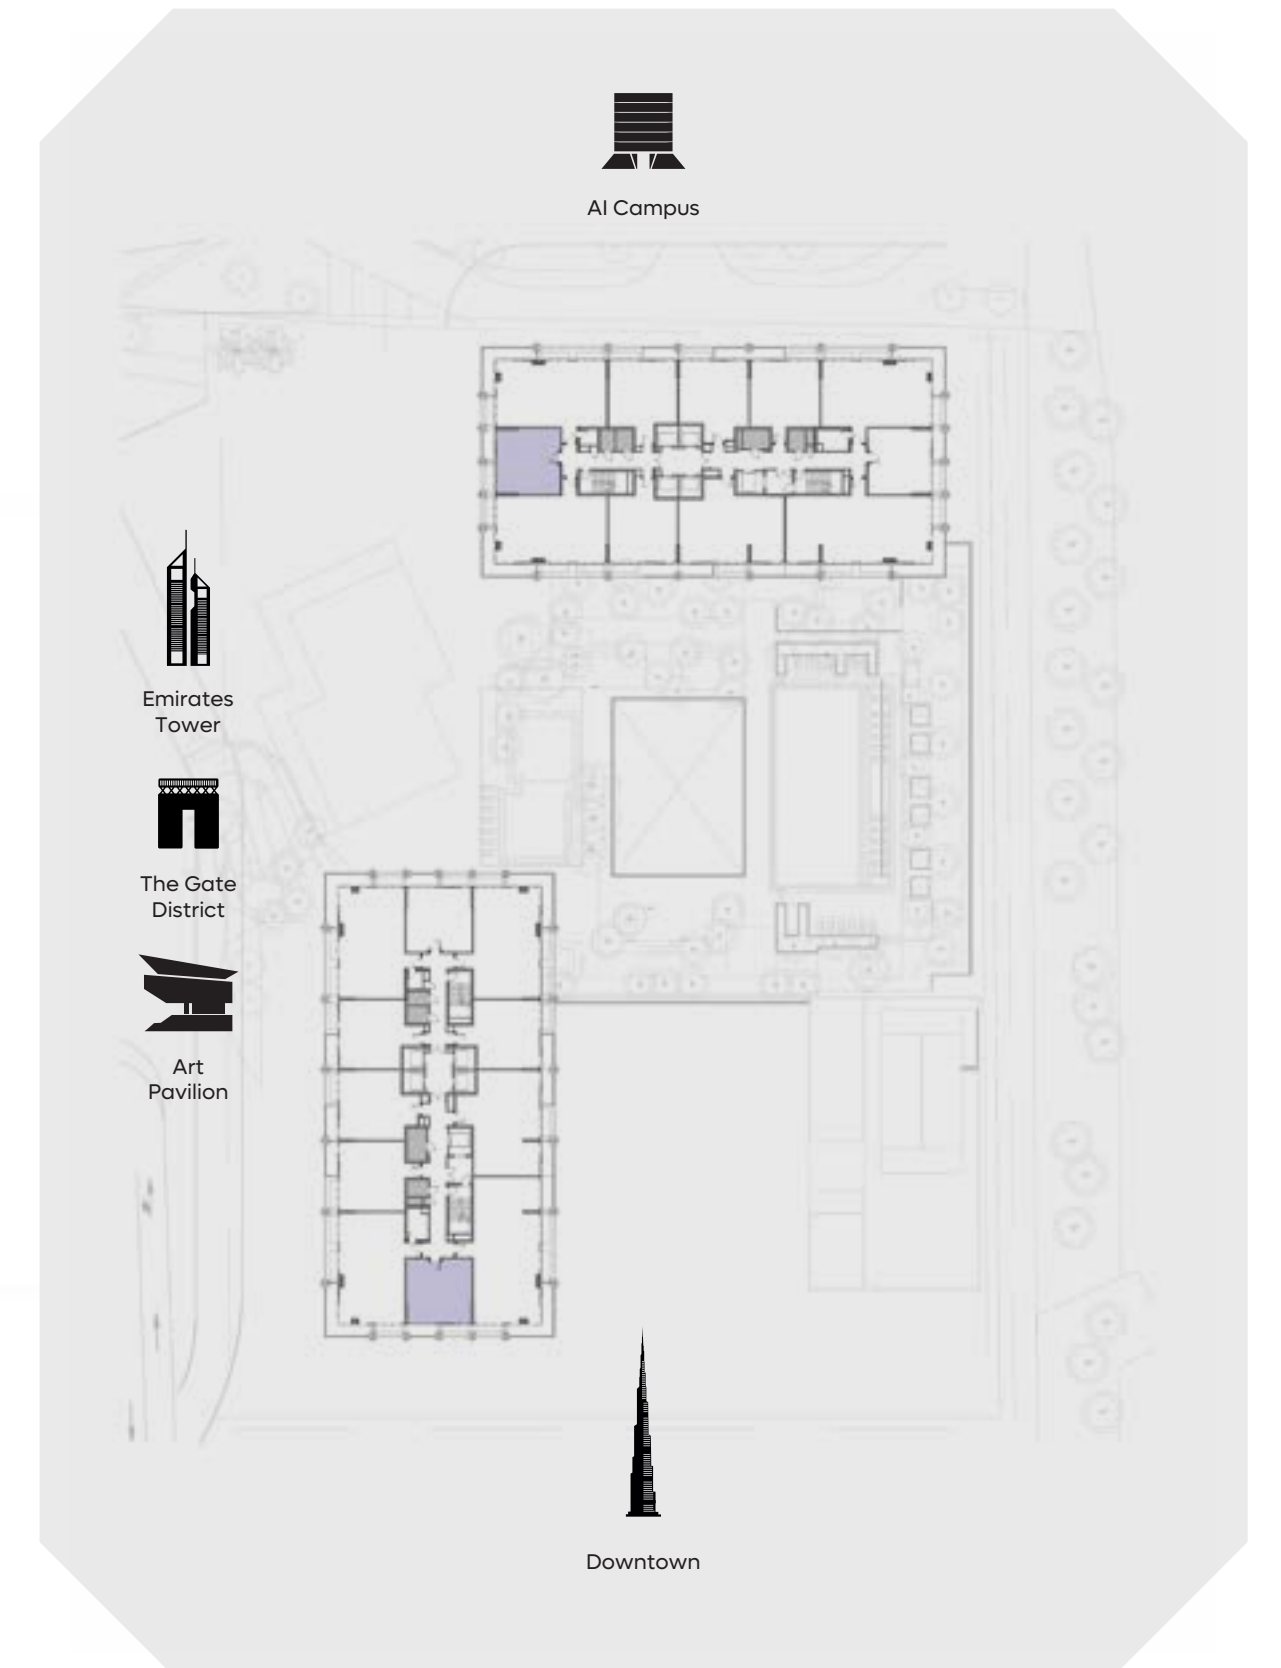 AI Campus
Emirates
Tower
The Gate
District
Art
Pavilion
Downtown